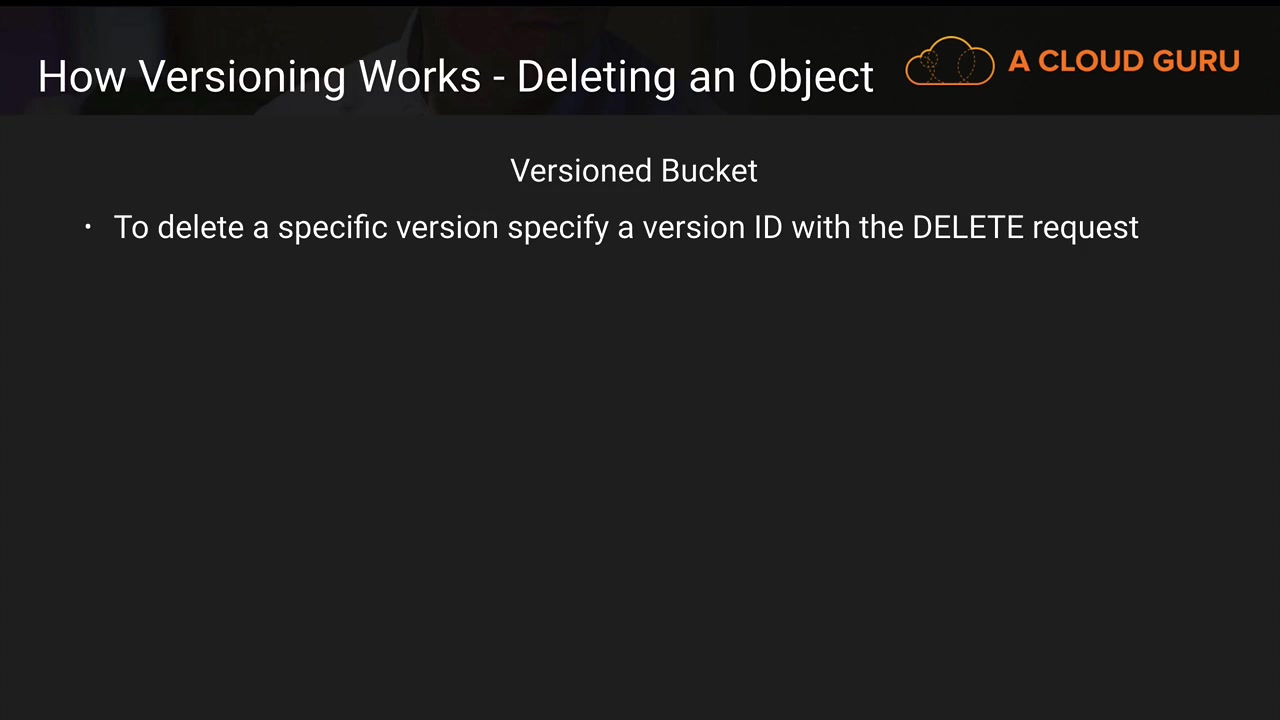 How Versioning Works - Deleting an Object
A CLOUD GURU
Versioned Bucket
· To delete a specific version specify a version ID with the DELETE request